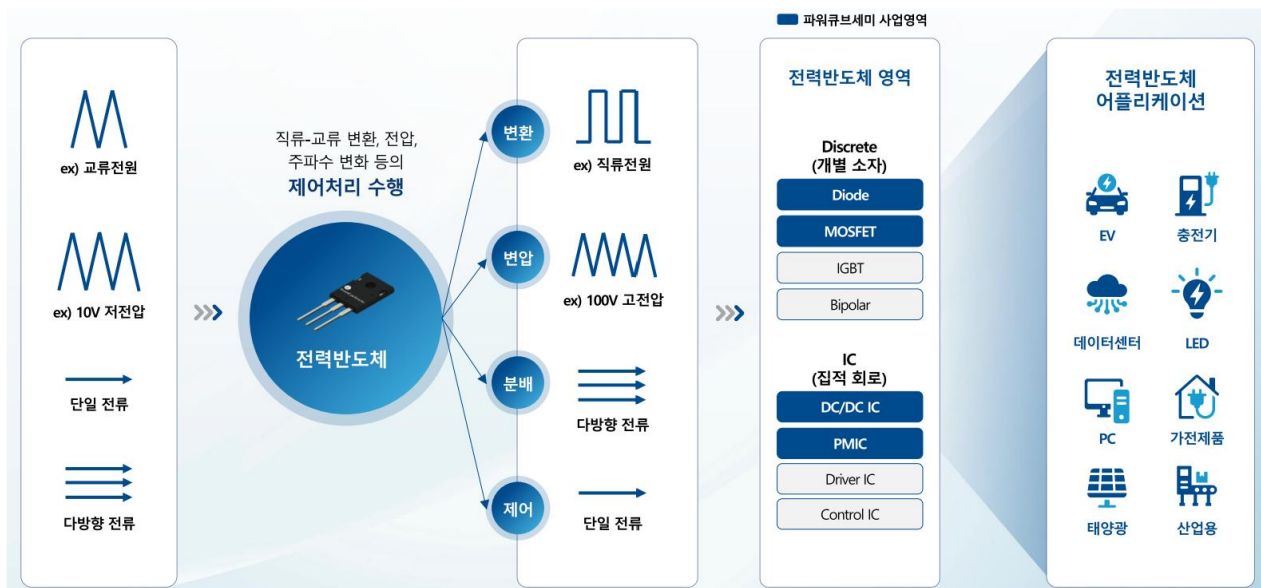 파워큐브세미 사업영역
ex) 교류전원
ex) 10V 저전압
단일 전류
다방향 전류
직류-교류 변환, 전압,
주파수 변화 등의
제어처리 수행
전력반도체
변환
ex) 직류전원
변압
ex) 100V 고전압
분배
다방향 전류
제어
단일 전류
전력반도체 영역
Discrete
(개별 소자)
Diode
MOSFET
IGBT
Bipolar
IC
(집적 회로)
DC/DC IC
PMIC
Driver IC
Control IC
전력반도체
어플리케이션
EV
충전기
데이터센터
LED
PC
가전제품
태양광
산업용